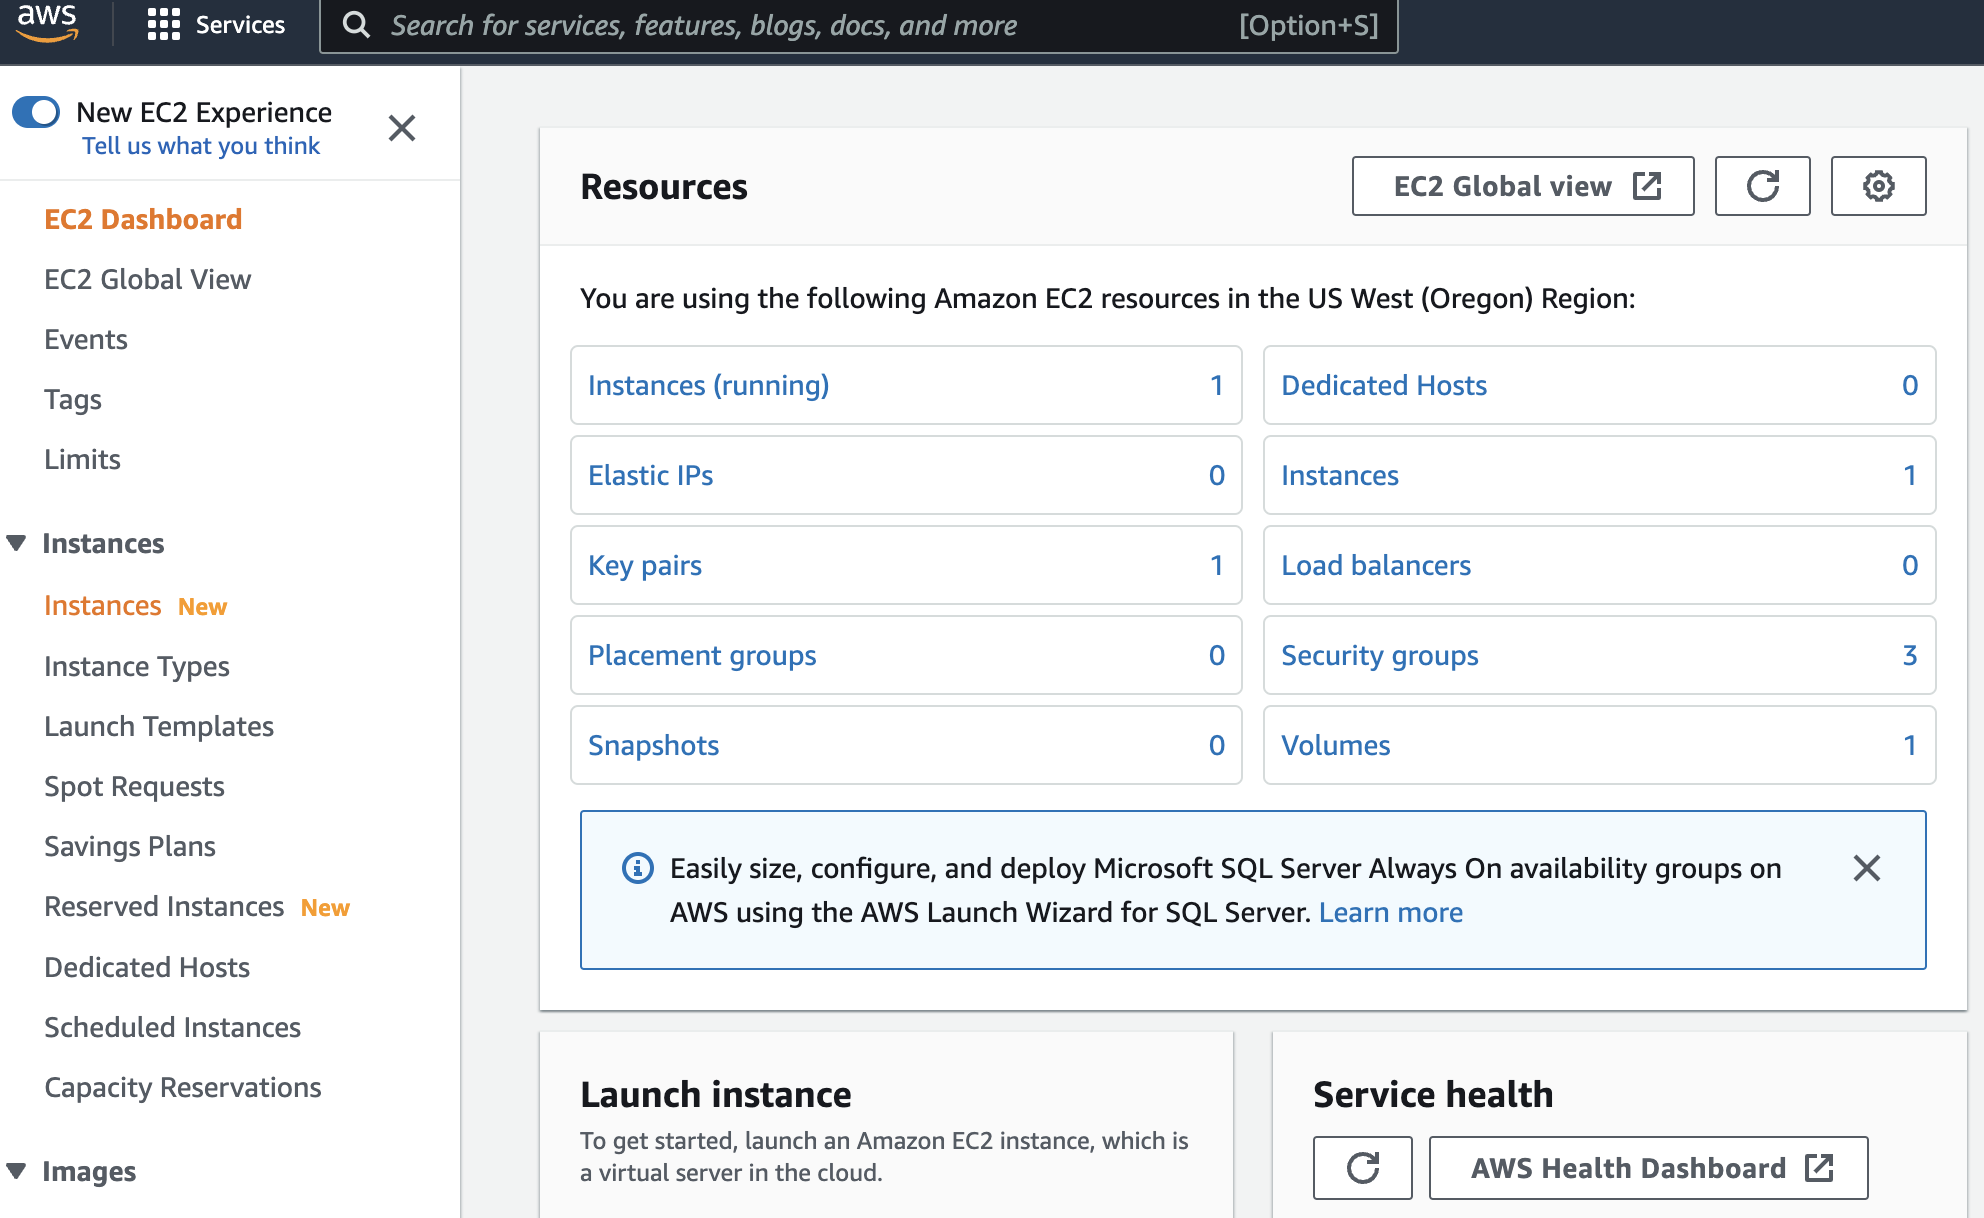 aws
Services
Search for services, features, blogs, docs, and more
[Option+S]
New EC2 Experience
Tell us what you think
EC2 Dashboard
EC2 Global View
Events
Tags
Limits
Instances
Instances New
Instance Types
Launch Templates
Spot Requests
Savings Plans
Reserved Instances New
Dedicated Hosts
Scheduled Instances
Capacity Reservations
Images
Resources
EC2 Global view
You are using the following Amazon EC2 resources in the US West (Oregon) Region:
Instances (running) 1
Dedicated Hosts 0
Elastic IPs 0
Instances 1
Key pairs 1
Load balancers 0
Placement groups 0
Security groups 3
Snapshots 0
Volumes 1
Easily size, configure, and deploy Microsoft SQL Server Always On availability groups on
AWS using the AWS Launch Wizard for SQL Server. Learn more
Launch instance
To get started, launch an Amazon EC2 instance, which is
a virtual server in the cloud.
Service health
AWS Health Dashboard